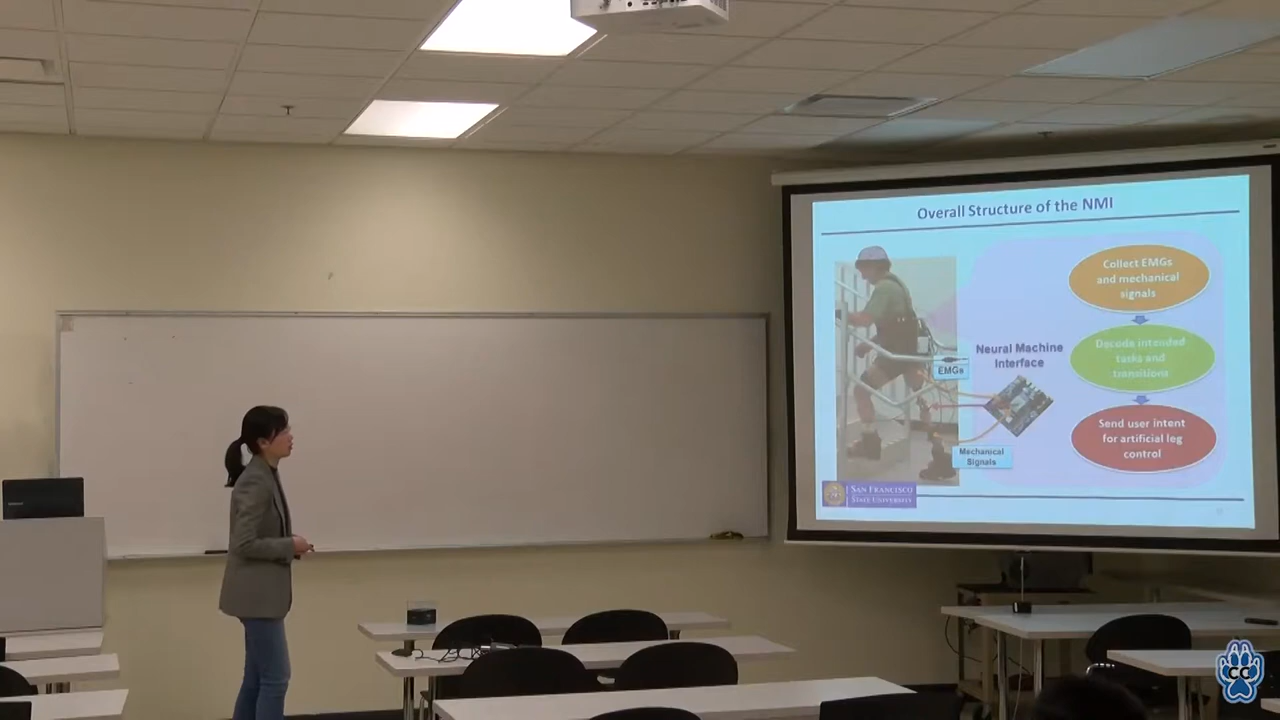 Overall Structure of the NMI
Collect EMGs
and mechanical
signals
Neural Machine
Interface
EMGs
Decode intended
tasks and
transitions
Send user intent
for artificial leg
control
Mechanical
Signals
SAN FRANCISCO
STATE UNIVERSITY
CC